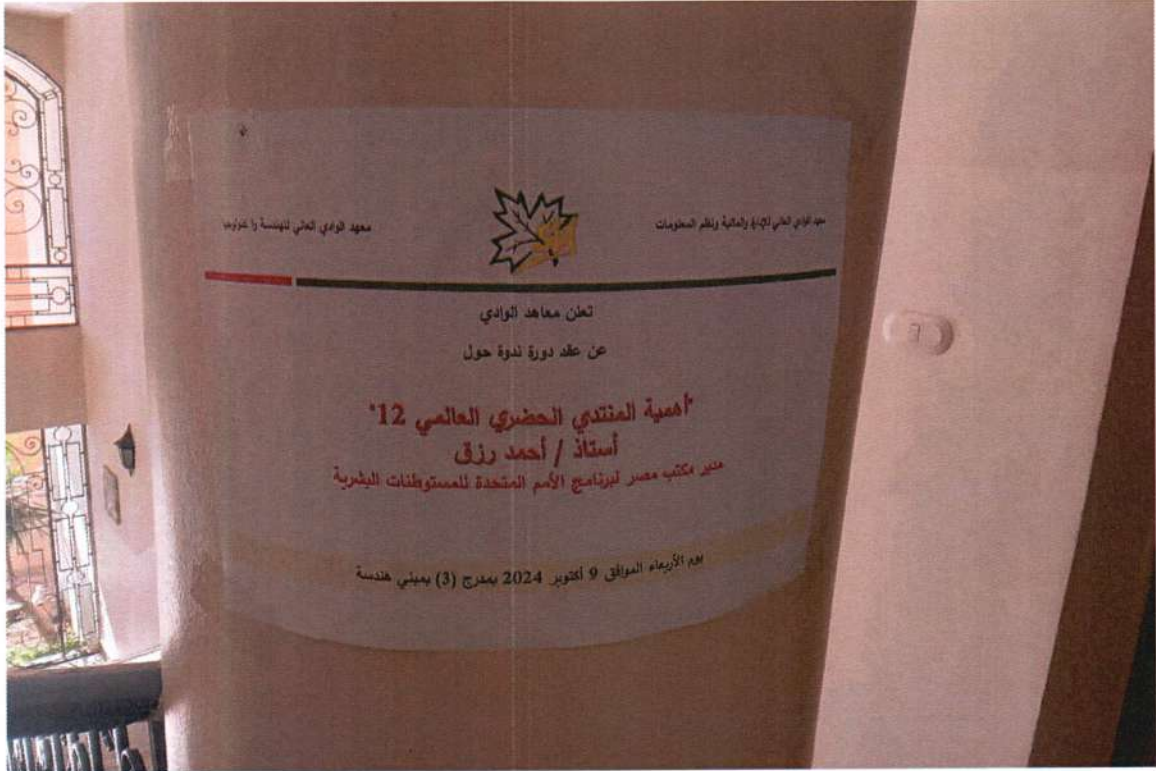 معهد الوادي العالي للإدارة والمالية ونظم المعلومات
معهد الوادي العالي للهندسة وا
تعلن معاهد الوادي
عن عقد دورة ندوة حول
"أهمية المنتدي الحضري العالمي 12"
أستاذ / أحمد رزق
مدير مكتب مصر لبرنامج الأمم المتحدة للمستوطنات البشرية
يوم الأربعاء الموافق 9 أكتوبر 2024 بمدرج (3) بمبني هندسة